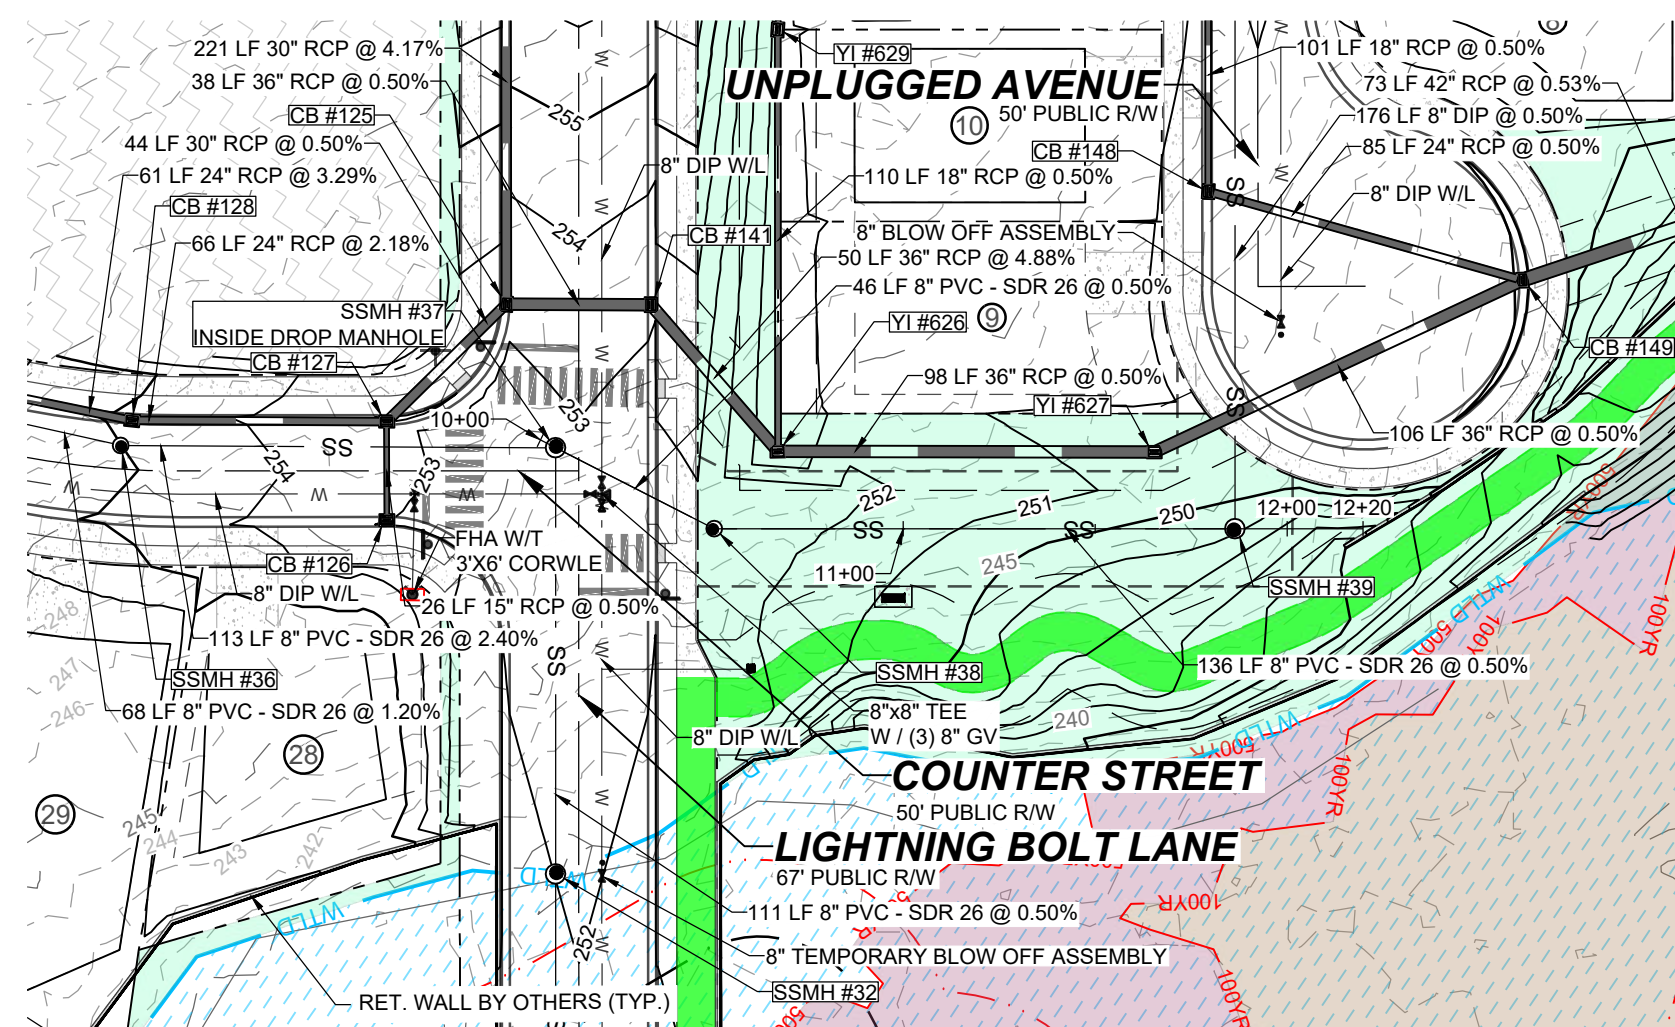 221 LF 30" RCP @ 4.17%
38 LF 36" RCP @ 0.50%
CB #125
44 LF 30" RCP @ 0.50%
61 LF 24" RCP @ 3.29%
CB #128
66 LF 24" RCP @ 2.18%
SSMH #37
INSIDE DROP MANHOLE
CB #127
10+00
255
254
253
8" DIP W/L
CB #141
YI #629
UNPLUGGED AVENUE
50' PUBLIC R/W
10
CB #148
110 LF 18" RCP @ 0.50%
8" BLOW OFF ASSEMBLY
50 LF 36" RCP @ 4.88%
46 LF 8" PVC - SDR 26 @ 0.50%
YI #626
9
98 LF 36" RCP @ 0.50%
YI #627
101 LF 18" RCP @ 0.50%
73 LF 42" RCP @ 0.53%
176 LF 8" DIP @ 0.50%
85 LF 24" RCP @ 0.50%
8" DIP W/L
CB #149
106 LF 36" RCP @ 0.50%
SS
SS
SS
W
W
W
254
253
W
W
W
252
251
250
SS
SS
12+00
12+20
500YR
11+00
245
SSMH #39
FHA W/T
3'X6' CORWLE
CB #126
8" DIP W/L
26 LF 15" RCP @ 0.50%
113 LF 8" PVC - SDR 26 @ 2.40%
SSMH #36
68 LF 8" PVC - SDR 26 @ 1.20%
248
247
246
28
29
245
244
243
242
SS
8" DIP W/L
SSMH #38
8"x8" TEE
W / (3) 8" GV
240
136 LF 8" PVC - SDR 26 @ 0.50%
WTLD
100YR
100YR
WTLD
500YR
100YR
COUNTER STREET
50' PUBLIC R/W
LIGHTNING BOLT LANE
67' PUBLIC R/W
100YR
111 LF 8" PVC - SDR 26 @ 0.50%
8" TEMPORARY BLOW OFF ASSEMBLY
SSMH #32
WTLD
WTLD
252
W
W
100YR
RET. WALL BY OTHERS (TYP.)